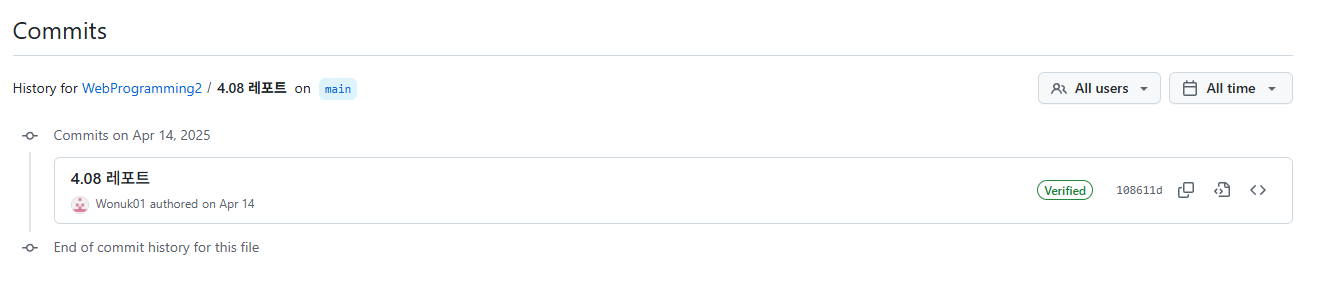 Commits
History for WebProgramming2 / 4.08 레포트 on main
All users
All time
Commits on Apr 14, 2025
4.08 레포트
Wonuk01 authored on Apr 14
Verified
108611d
End of commit history for this file